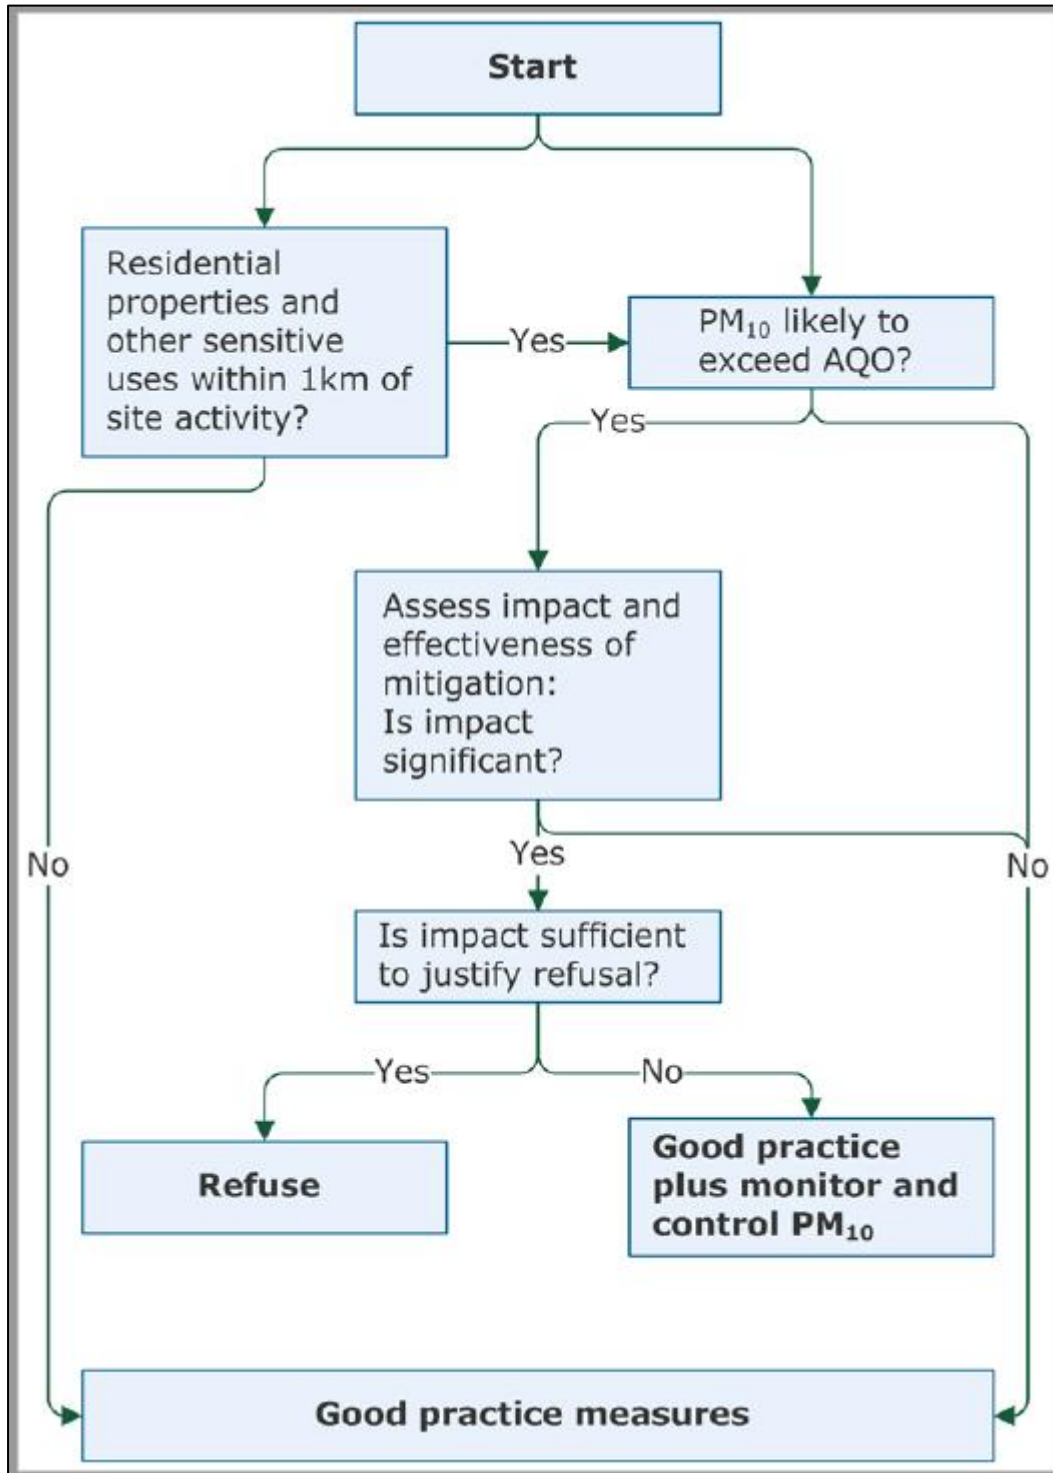 Start
Residential
properties and
other sensitive
uses within 1km of
site activity?
Yes
PM₁₀ likely to
exceed AQO?
Yes
Assess impact and
effectiveness of
mitigation:
Is impact
significant?
No
Yes
No
Is impact sufficient
to justify refusal?
Yes
No
Refuse
Good practice
plus monitor and
control PM₁₀
Good practice measures